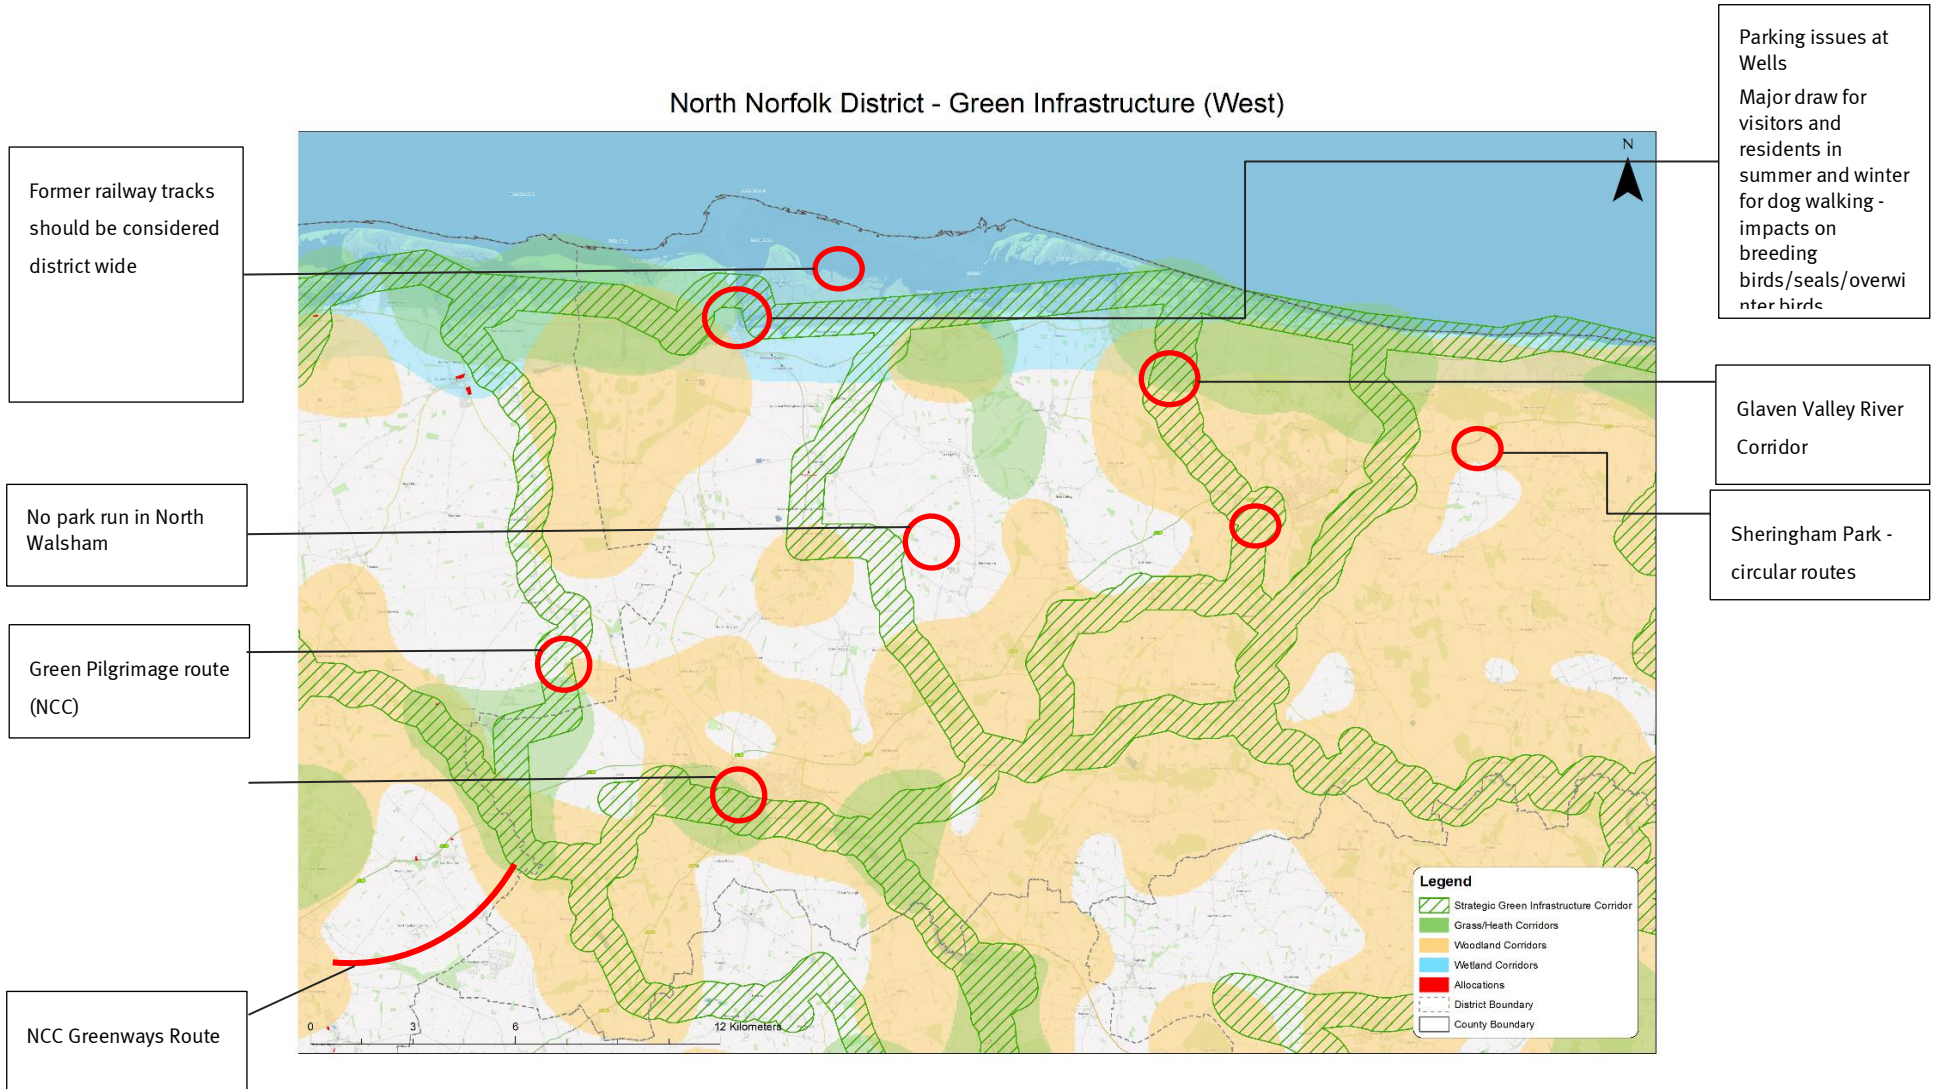 North Norfolk District - Green Infrastructure (West)
Former railway tracks
should be considered
district wide
No park run in North
Walsham
Green Pilgrimage route
(NCC)
NCC Greenways Route
Parking issues at
Wells
Major draw for
visitors and
residents in
summer and winter
for dog walking -
impacts on
breeding
birds/seals/overwi
nter birds
Glaven Valley River
Corridor
Sheringham Park -
circular routes
N
Legend
Strategic Green Infrastructure Corridor
Grass/Heath Corridors
Woodland Corridors
Wetland Corridors
Allocations
District Boundary
County Boundary
0 3 6 12 Kilometers